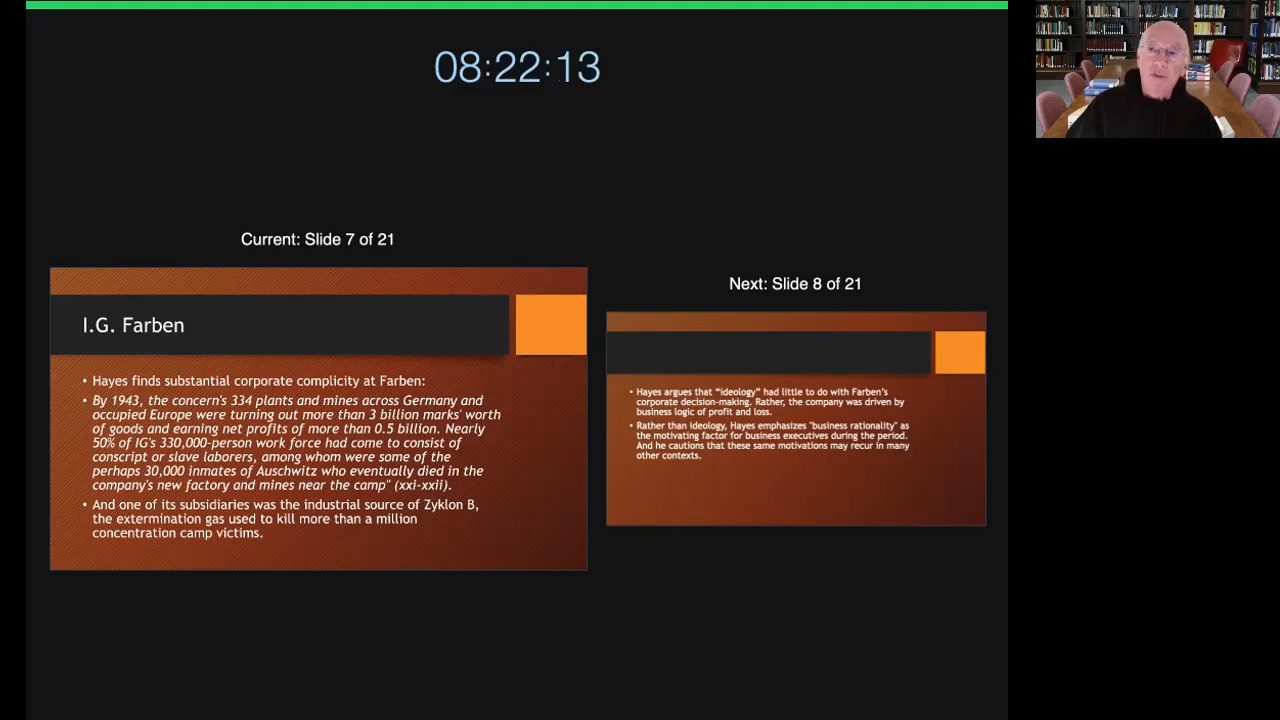 08:22:13
Current: Slide 7 of 21
I.G. Farben
• Hayes finds substantial corporate complicity at Farben:
• By 1943, the concern's 334 plants and mines across Germany and
occupied Europe were turning out more than 3 billion marks' worth
of goods and earning net profits of more than 0.5 billion. Nearly
50% of IG's 330,000-person work force had come to consist of
conscript or slave laborers, among whom were some of the
perhaps 30,000 inmates of Auschwitz who eventually died in the
company's new factory and mines near the camp" (xxi-xxii).
• And one of its subsidiaries was the industrial source of Zyklon B,
the extermination gas used to kill more than a million
concentration camp victims.
Next: Slide 8 of 21
• Hayes argues that “ideology” had little to do with Farben’s
corporate decision-making. Rather, the company was driven by
business logic of profit and loss.
• Rather than ideology, Hayes emphasizes "business rationality" as
the motivating factor for business executives during the period.
And he cautions that these same motivations may recur in many
other contexts.